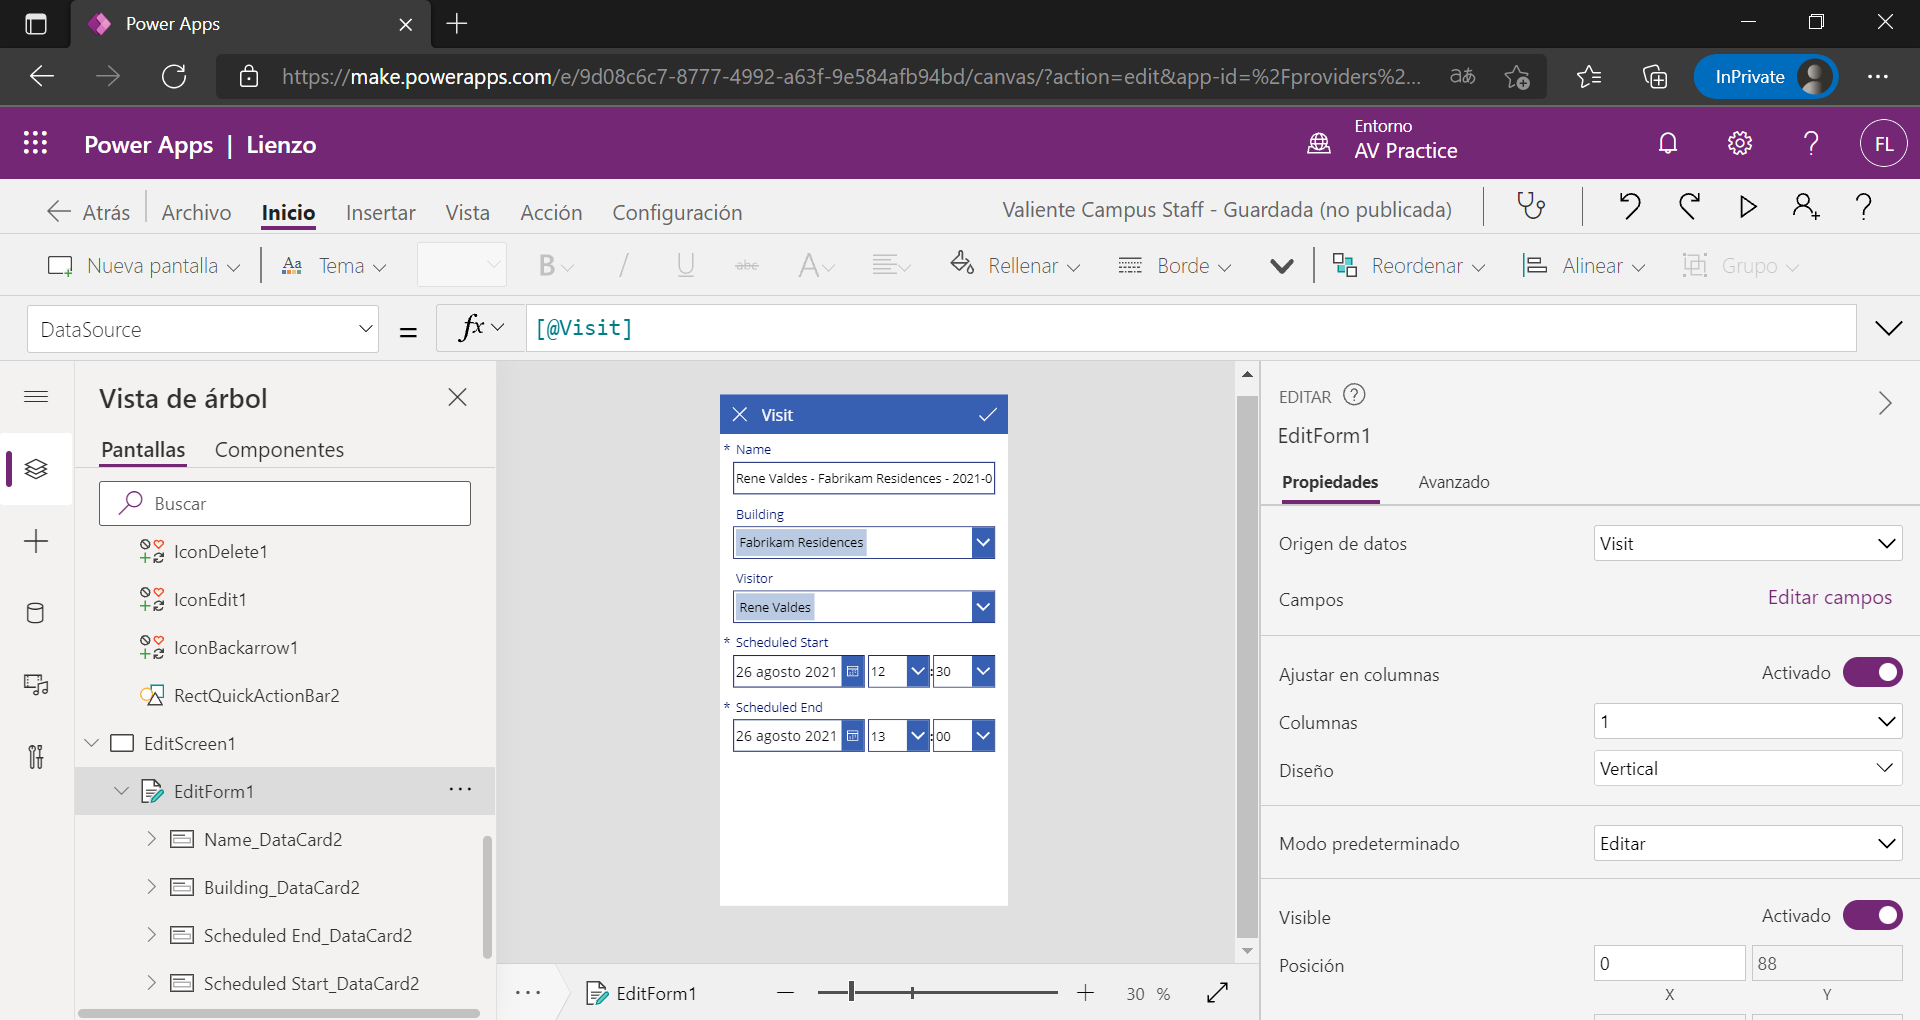 Power Apps
https://make.powerapps.com/e/9d08c6c7-8777-4992-a63f-9e584afb94bd/canvas/?action=edit&app-id=%2Fproviders%2...
aあ
InPrivate
Power Apps | Lienzo
Entorno
AV Practice
FL
Atrás
Archivo
Inicio
Insertar
Vista
Acción
Configuración
Valiente Campus Staff - Guardada (no publicada)
Nueva pantalla
Aa
Tema
B
/
U
abc
A
Rellenar
Borde
Reordenar
Alinear
Grupo
DataSource
=
fx
[@Visit]
Vista de árbol
Pantallas
Componentes
Buscar
IconDelete1
IconEdit1
IconBackarrow1
RectQuickActionBar2
EditScreen1
EditForm1
Name_DataCard2
Building_DataCard2
Scheduled End_DataCard2
Scheduled Start_DataCard2
Visit
* Name
Rene Valdes - Fabrikam Residences - 2021-0
Building
Fabrikam Residences
Visitor
Rene Valdes
* Scheduled Start
26 agosto 2021 12 : 30
* Scheduled End
26 agosto 2021 13 : 00
EditForm1
30 %
EDITAR
EditForm1
Propiedades
Avanzado
Origen de datos
Visit
Campos
Editar campos
Ajustar en columnas
Activado
Columnas
1
Diseño
Vertical
Modo predeterminado
Editar
Visible
Activado
Posición
0
88
X
Y